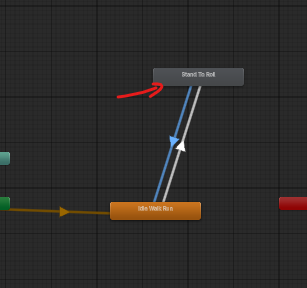 Stand To Roll
Idle Walk Run